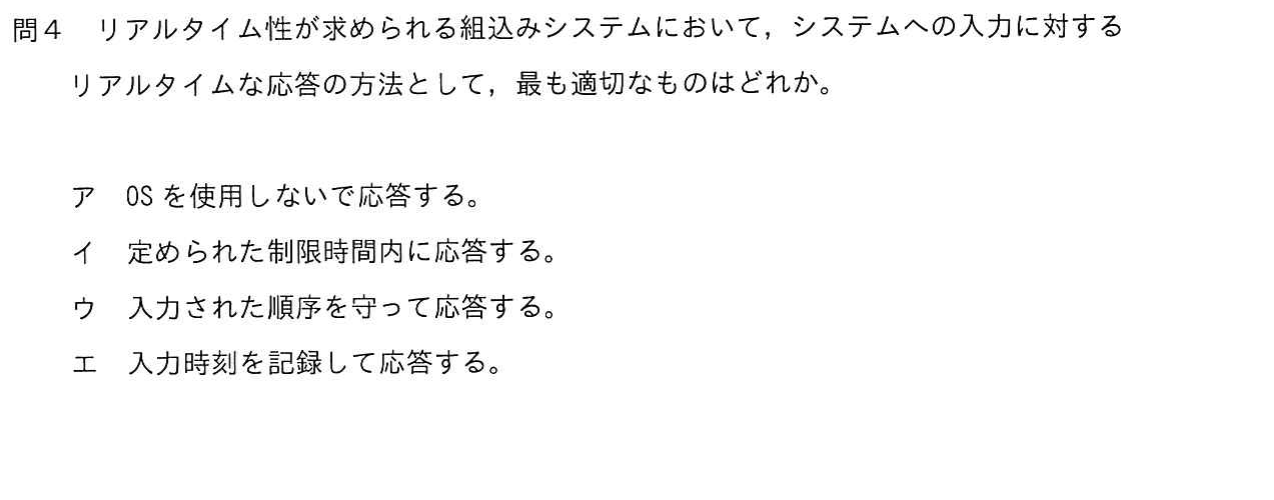 問４　リアルタイム性が求められる組込みシステムにおいて，システムへの入力に対する
リアルタイムな応答の方法として，最も適切なものはどれか。
ア　OS を使用しないで応答する。
イ　定められた制限時間内に応答する。
ウ　入力された順序を守って応答する。
エ　入力時刻を記録して応答する。